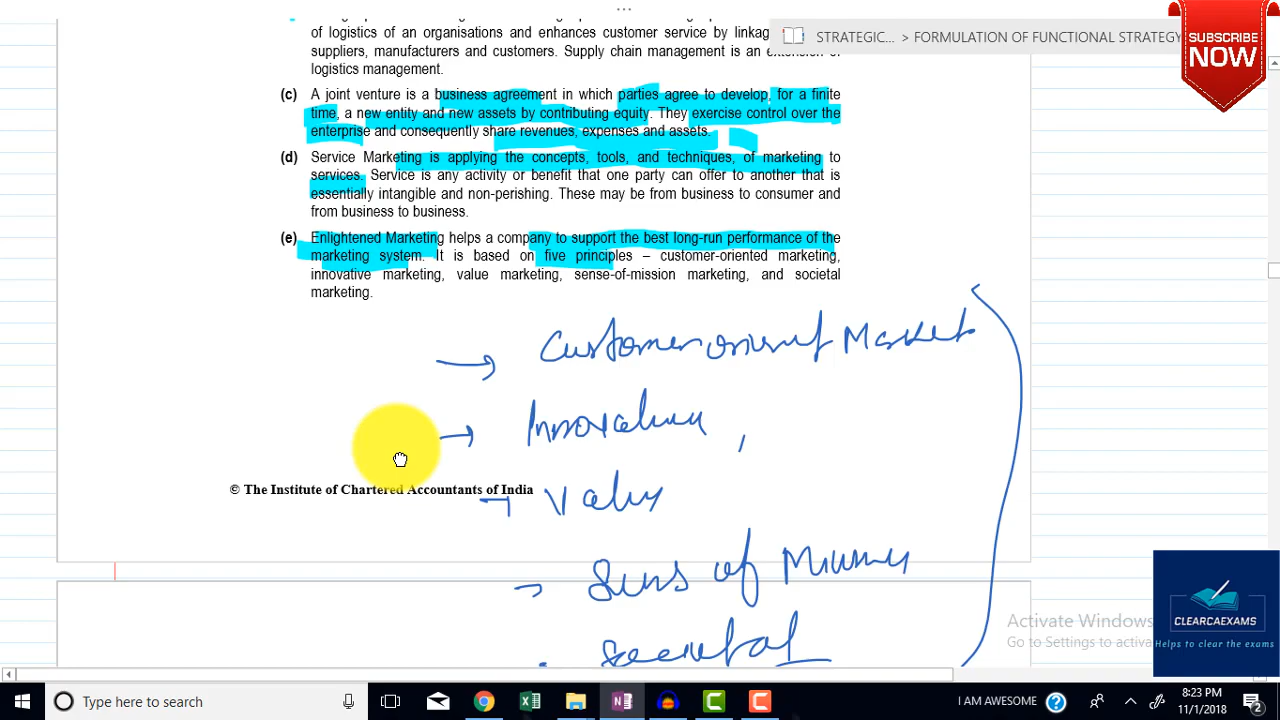 of logistics of an organisations and enhances customer service by linkag
STRATEGIC... > FORMULATION OF FUNCTIONAL STRATEGY
SUBSCRIBE
NOW
suppliers, manufacturers and customers. Supply chain management is an extension of
logistics management.
(c) A joint venture is a business agreement in which parties agree to develop, for a finite
time, a new entity and new assets by contributing equity. They exercise control over the
enterprise and consequently share revenues, expenses and assets.
(d) Service Marketing is applying the concepts, tools, and techniques, of marketing to
services. Service is any activity or benefit that one party can offer to another that is
essentially intangible and non-perishing. These may be from business to consumer and
from business to business.
(e) Enlightened Marketing helps a company to support the best long-run performance of the
marketing system. It is based on five principles – customer-oriented marketing,
innovative marketing, value marketing, sense-of-mission marketing, and societal
marketing.
→ Customer orient Market
→ Innovation,
Value
© The Institute of Chartered Accountants of India
Sens of
societal
Activate Windows
Go to Settings to activa
CLEARCAEXAMS
Helps to clear the exams
Type here to search
I AM AWESOME
8:23 PM
11/1/2018
2